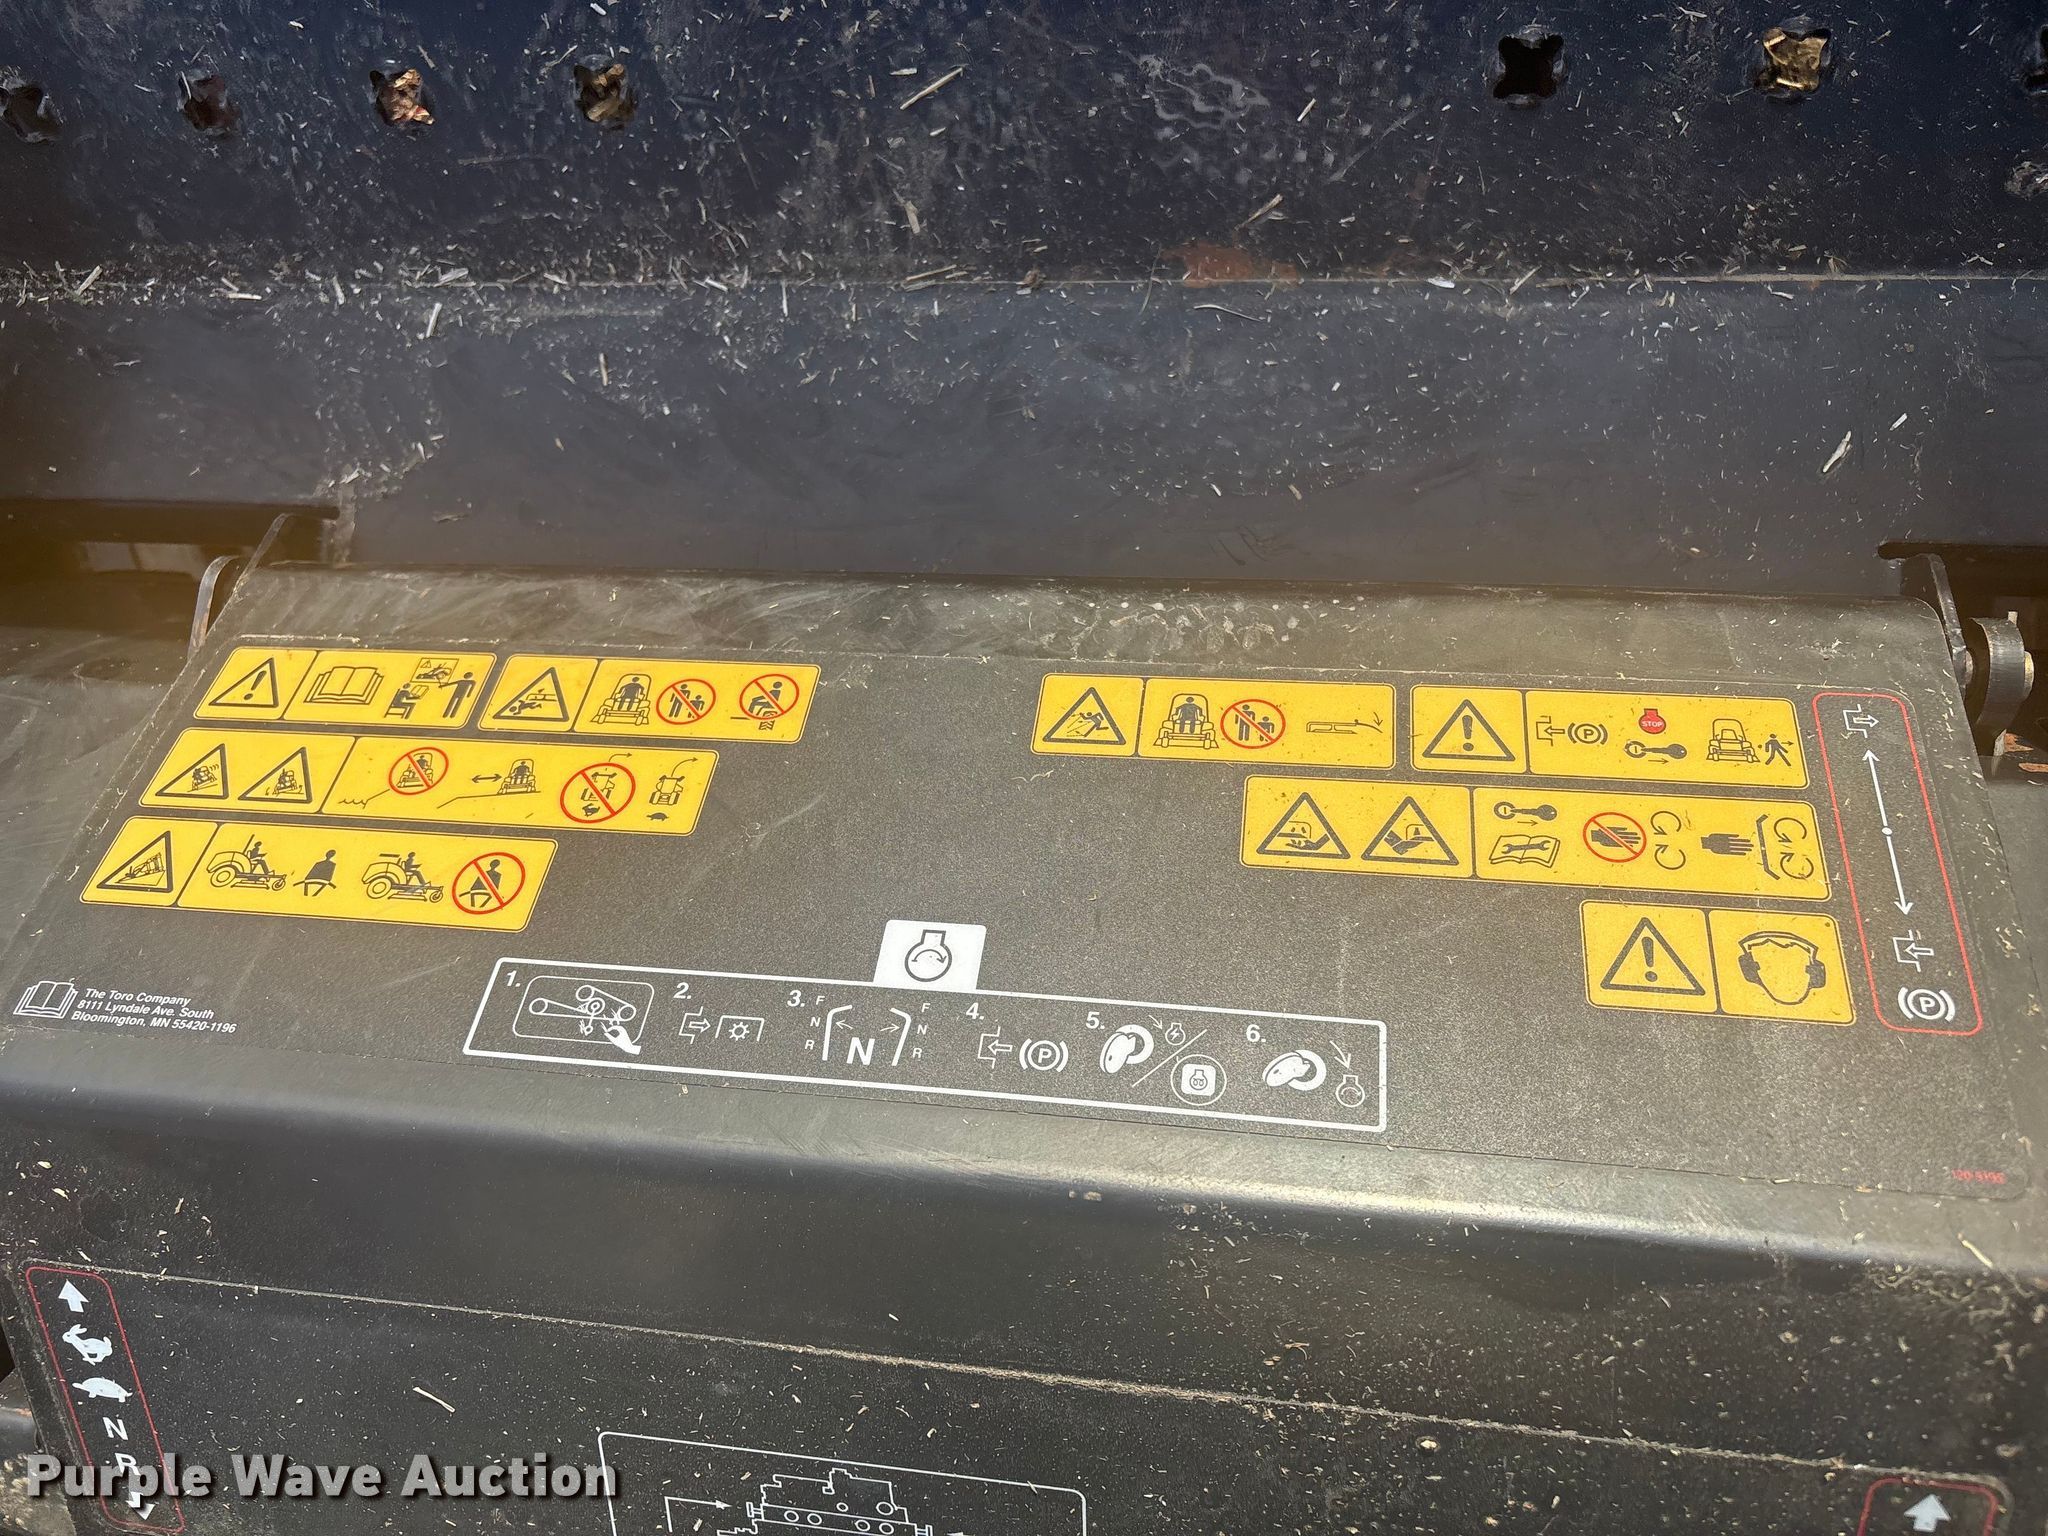 STOP
P
The Toro Company
8111 Lyndale Ave. South
Bloomington, MN 55420-1196
1.
2.
3. F N R N F N R
4. P
5.
6.
P
N
R
Purple Wave Auction